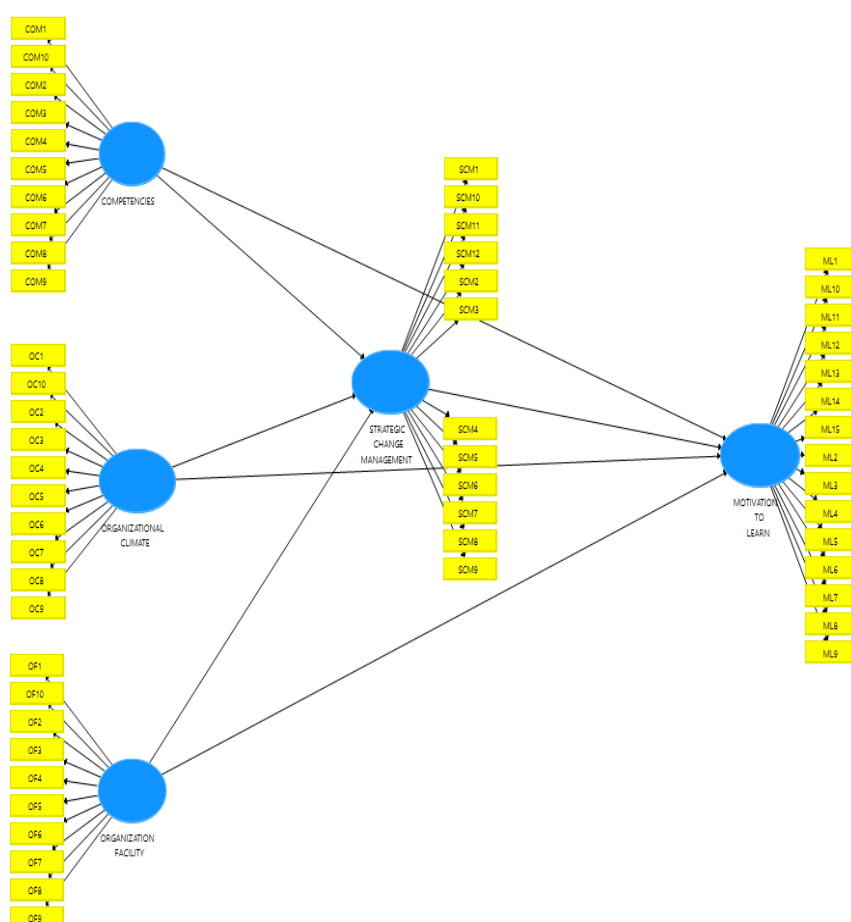 COM1
COM10
COM2
COM3
COM4
COM5
COM6
COM7
COM8
COM9
COMPETENCIES
OC1
OC10
OC2
OC3
OC4
OC5
OC6
OC7
OC8
OC9
ORGANIZATIONAL
CLIMATE
OF1
OF10
OF2
OF3
OF4
OF5
OF6
OF7
OF8
OF9
ORGANIZATION
FACILITY
SCM1
SCM10
SCM11
SCM12
SCM2
SCM3
STRATEGIC
CHANGE
MANAGEMENT
SCM4
SCM5
SCM6
SCM7
SCM8
SCM9
ML1
ML10
ML11
ML12
ML13
ML14
ML15
ML2
ML3
ML4
ML5
ML6
ML7
ML8
ML9
MOTIVATION
TO
LEARN